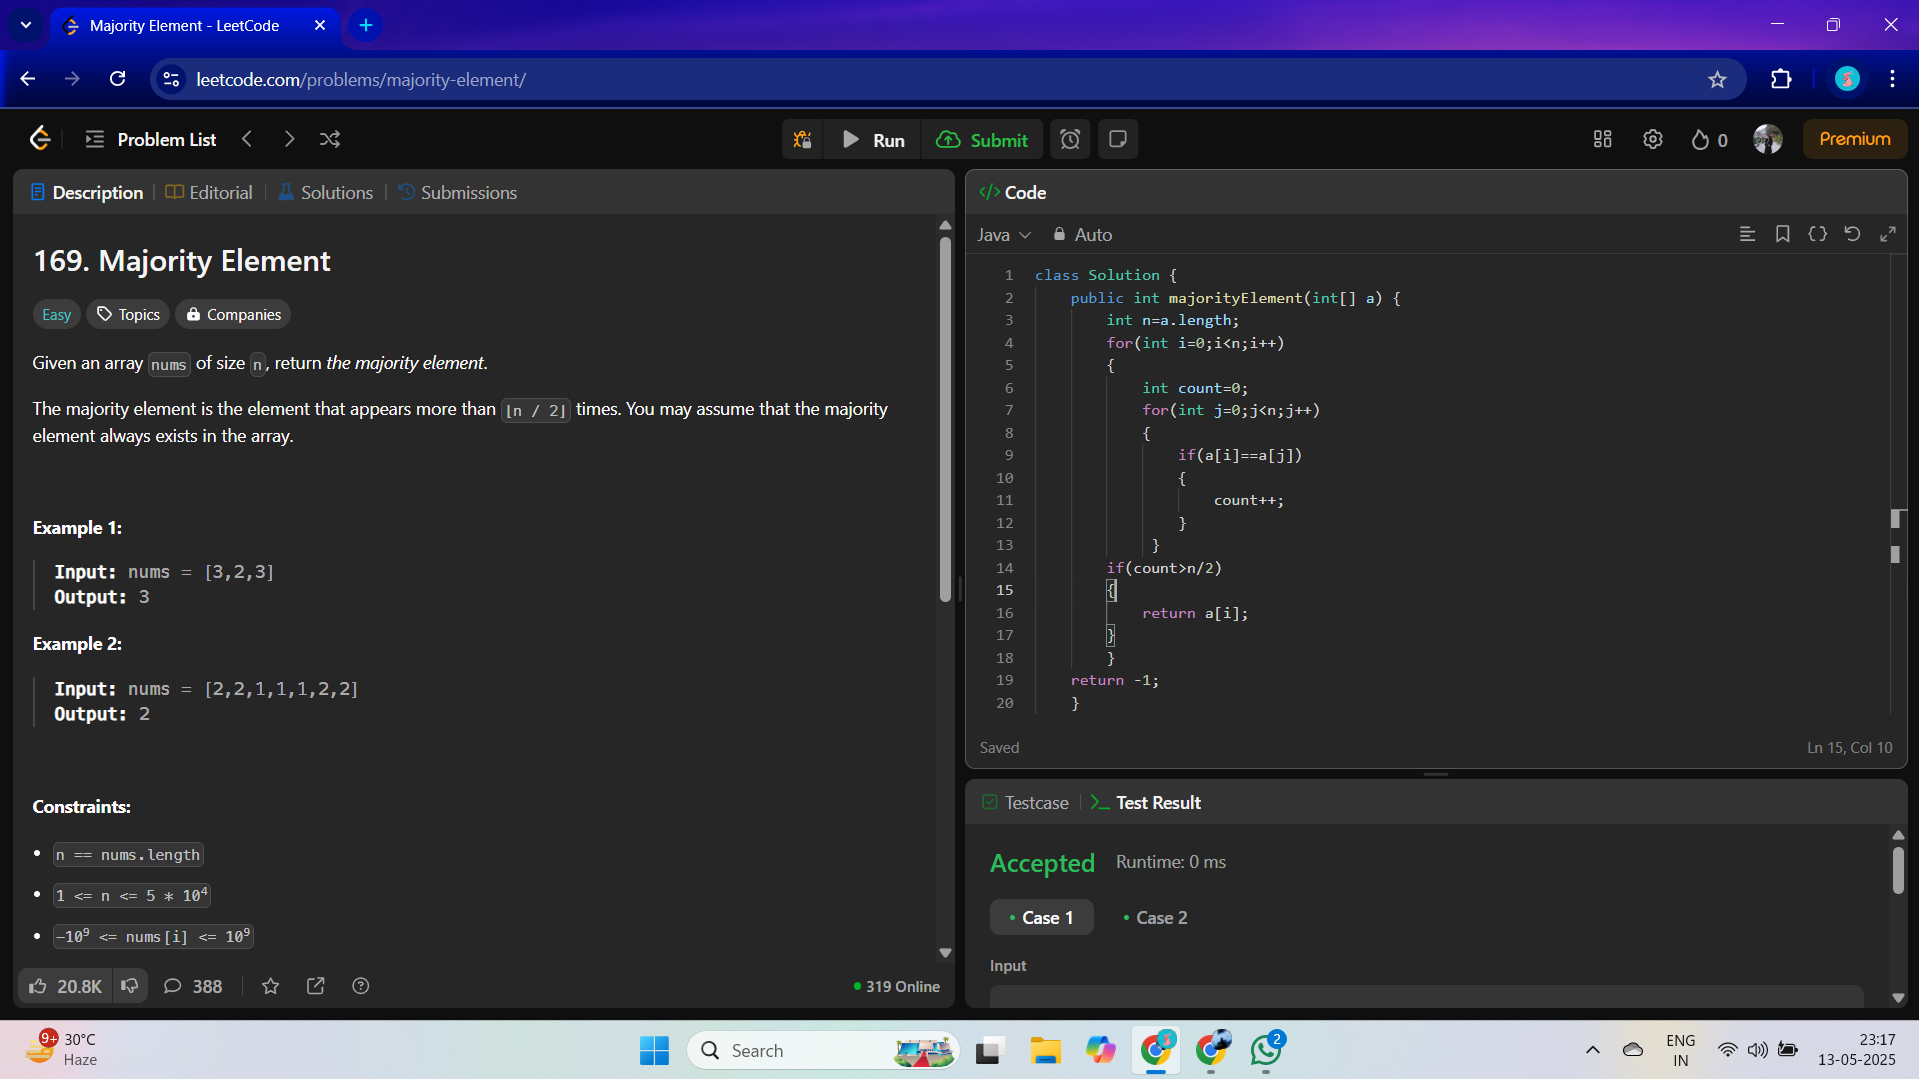 Majority Element - LeetCode
leetcode.com/problems/majority-element/
Problem List
Run
Submit
0
Premium
Description
Editorial
Solutions
Submissions
169. Majority Element
Easy
Topics
Companies
Given an array nums of size n, return the majority element.
The majority element is the element that appears more than ⌊n / 2⌋ times. You may assume that the majority
element always exists in the array.
Example 1:
Input: nums = [3,2,3]
Output: 3
Example 2:
Input: nums = [2,2,1,1,1,2,2]
Output: 2
Constraints:
• n == nums.length
• 1 <= n <= 5 * 10⁴
• -10⁹ <= nums[i] <= 10⁹
20.8K
388
319 Online
</> Code
Java
Auto
1 class Solution {
2 public int majorityElement(int[] a) {
3 int n=a.length;
4 for(int i=0;i<n;i++)
5 {
6 int count=0;
7 for(int j=0;j<n;j++)
8 {
9 if(a[i]==a[j])
10 {
11 count++;
12 }
13 }
14 if(count>n/2)
15 {
16 return a[i];
17 }
18 }
19 return -1;
20 }
Saved
Ln 15, Col 10
Testcase
Test Result
Accepted
Runtime: 0 ms
• Case 1
• Case 2
Input
9+
30°C
Haze
Search
2
ENG
IN
23:17
13-05-2025